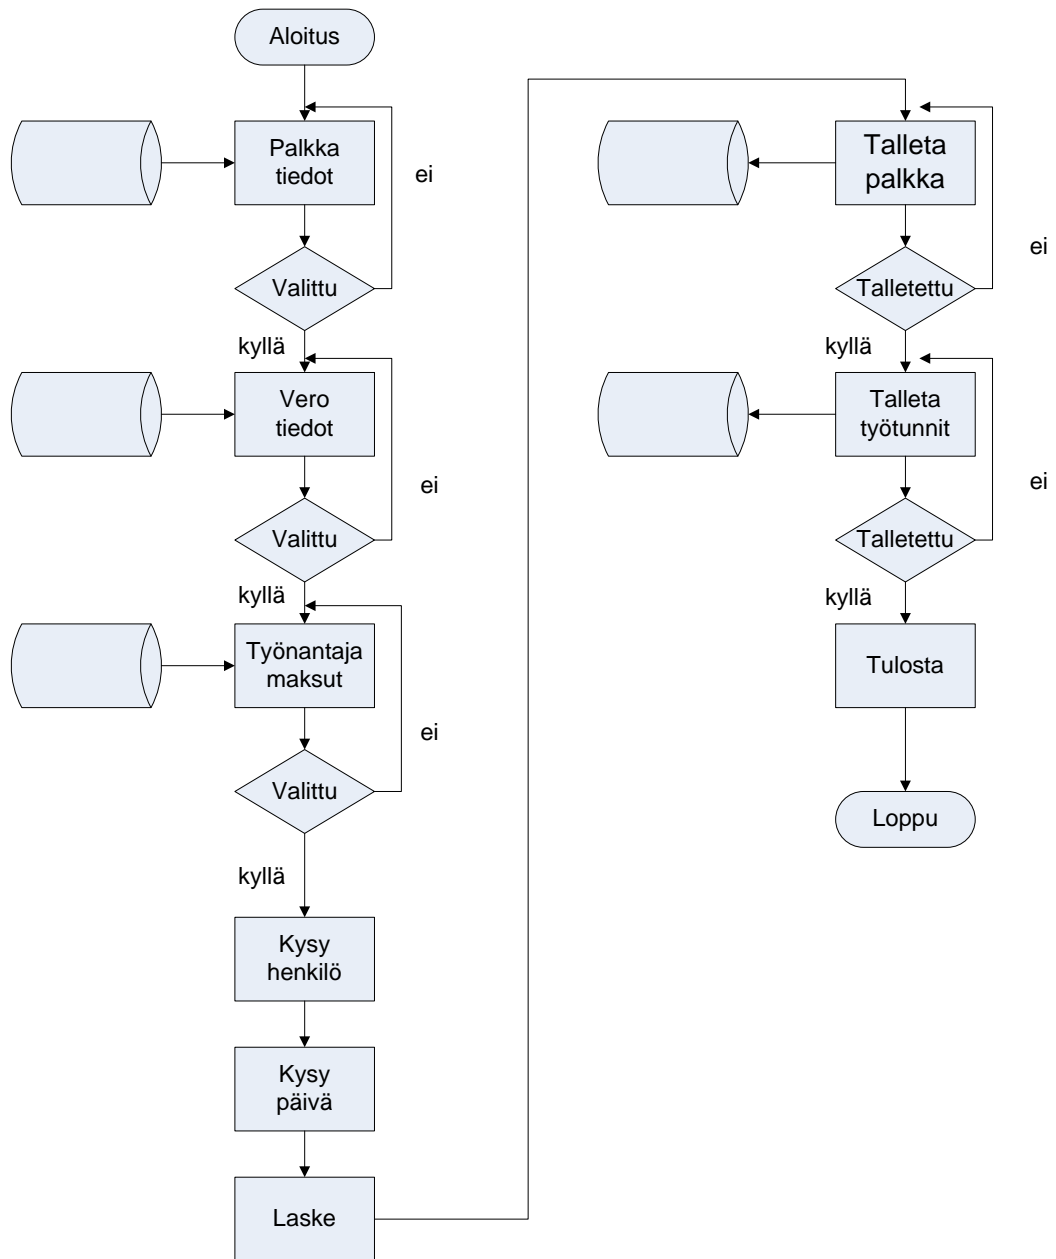 Aloitus
Palkka
tiedot
ei
Valittu
kyllä
Vero
tiedot
ei
Valittu
kyllä
Työnantaja
maksut
ei
Valittu
kyllä
Kysy
henkilö
Kysy
päivä
Laske
Talleta
palkka
ei
Talletettu
kyllä
Talleta
työtunnit
ei
Talletettu
kyllä
Tulosta
Loppu